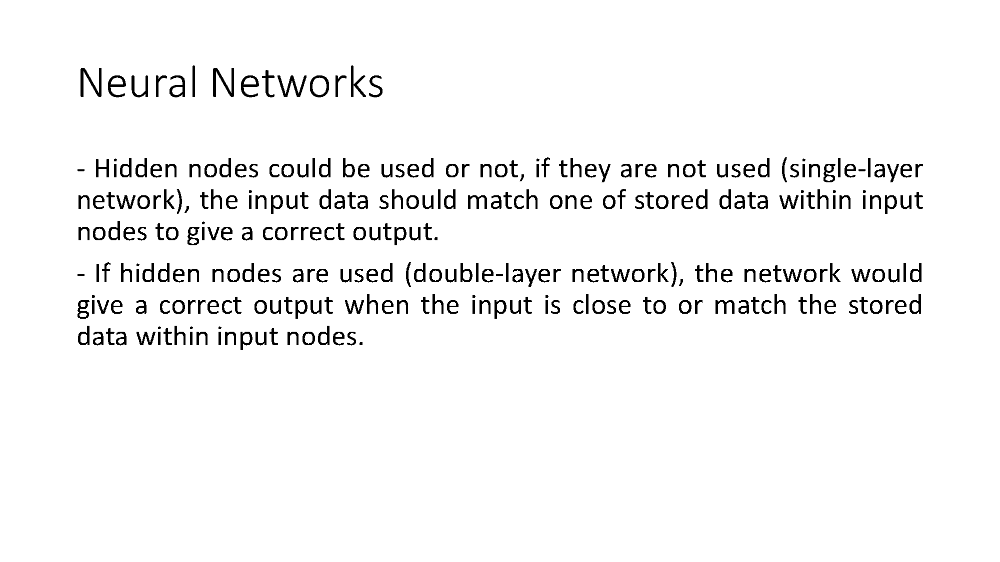 Neural Networks
- Hidden nodes could be used or not, if they are not used (single-layer
network), the input data should match one of stored data within input
nodes to give a correct output.
- If hidden nodes are used (double-layer network), the network would
give a correct output when the input is close to or match the stored
data within input nodes.